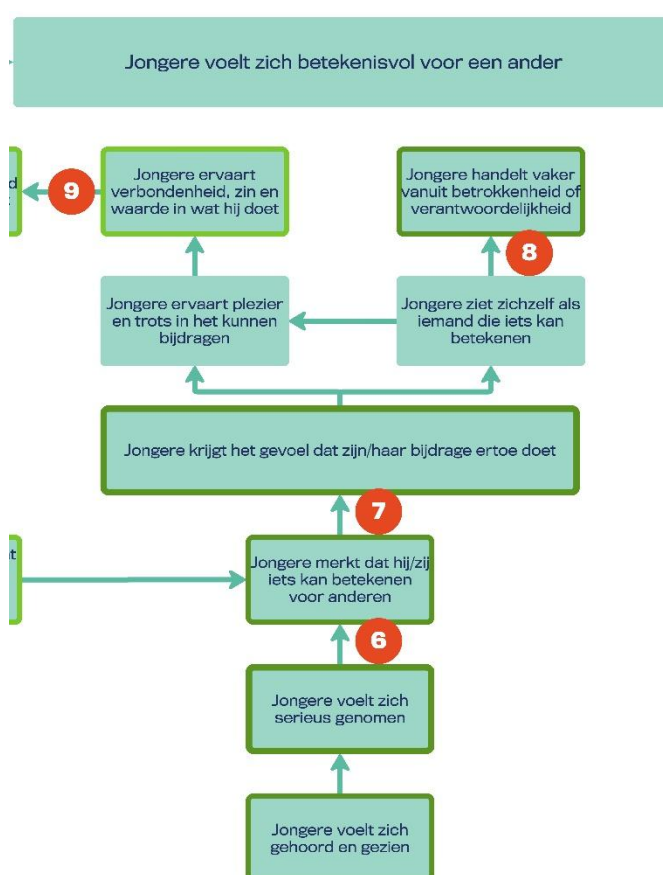 Jongere voelt zich betekenisvol voor een ander
d
9
Jongere ervaart
verbondenheid, zin en
waarde in wat hij doet
Jongere handelt vaker
vanuit betrokkenheid of
verantwoordelijkheid
8
Jongere ervaart plezier
en trots in het kunnen
bijdragen
Jongere ziet zichzelf als
iemand die iets kan
betekenen
Jongere krijgt het gevoel dat zijn/haar bijdrage ertoe doet
7
Jongere merkt dat hij/zij
iets kan betekenen
voor anderen
6
Jongere voelt zich
serieus genomen
Jongere voelt zich
gehoord en gezien